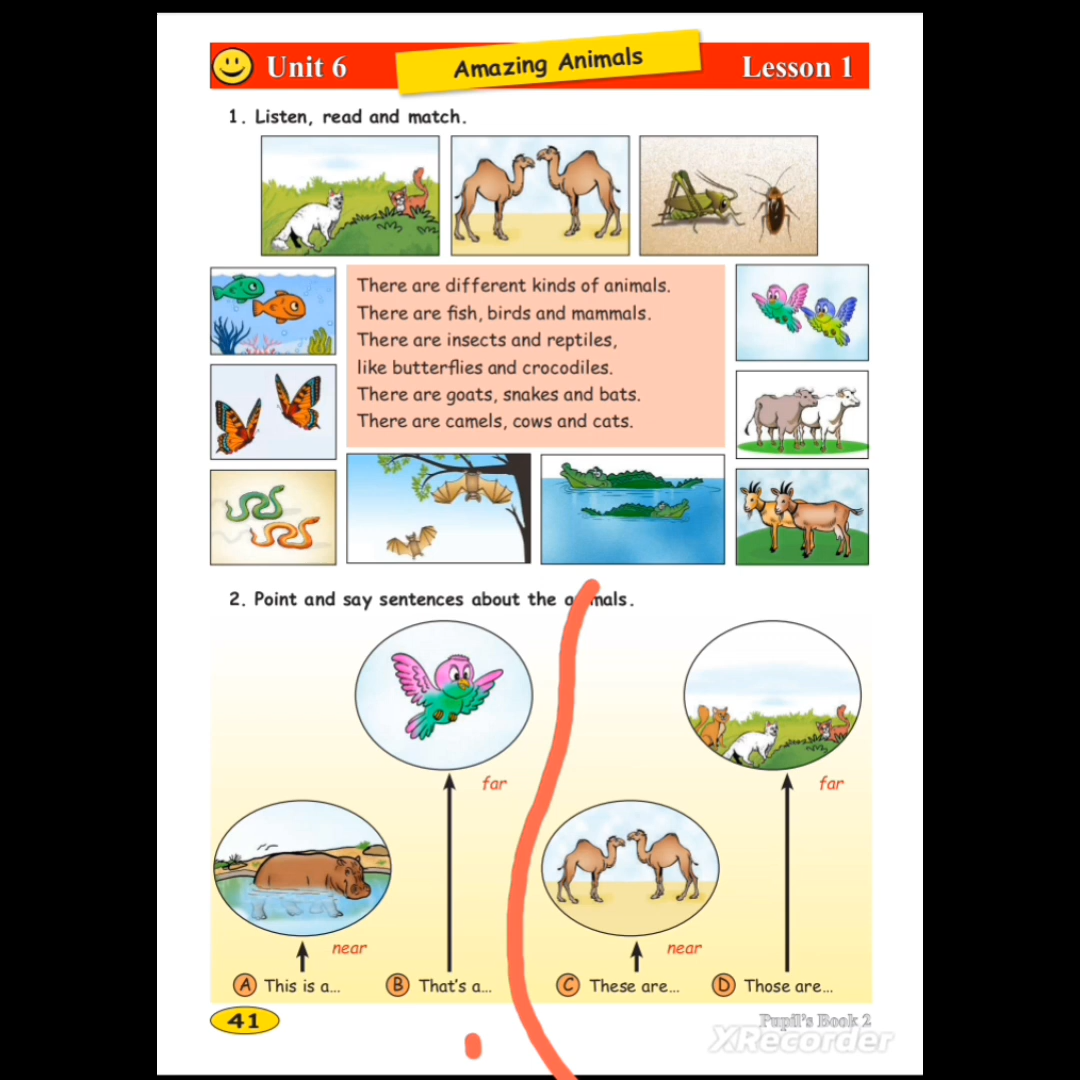 Unit 6
Amazing Animals
Lesson 1
1. Listen, read and match.
There are different kinds of animals.
There are fish, birds and mammals.
There are insects and reptiles,
like butterflies and crocodiles.
There are goats, snakes and bats.
There are camels, cows and cats.
2. Point and say sentences about the a mals.
far
far
near
near
A This is a...
B That's a...
C These are...
D Those are...
41
Pupil's Book 2
XRecorder